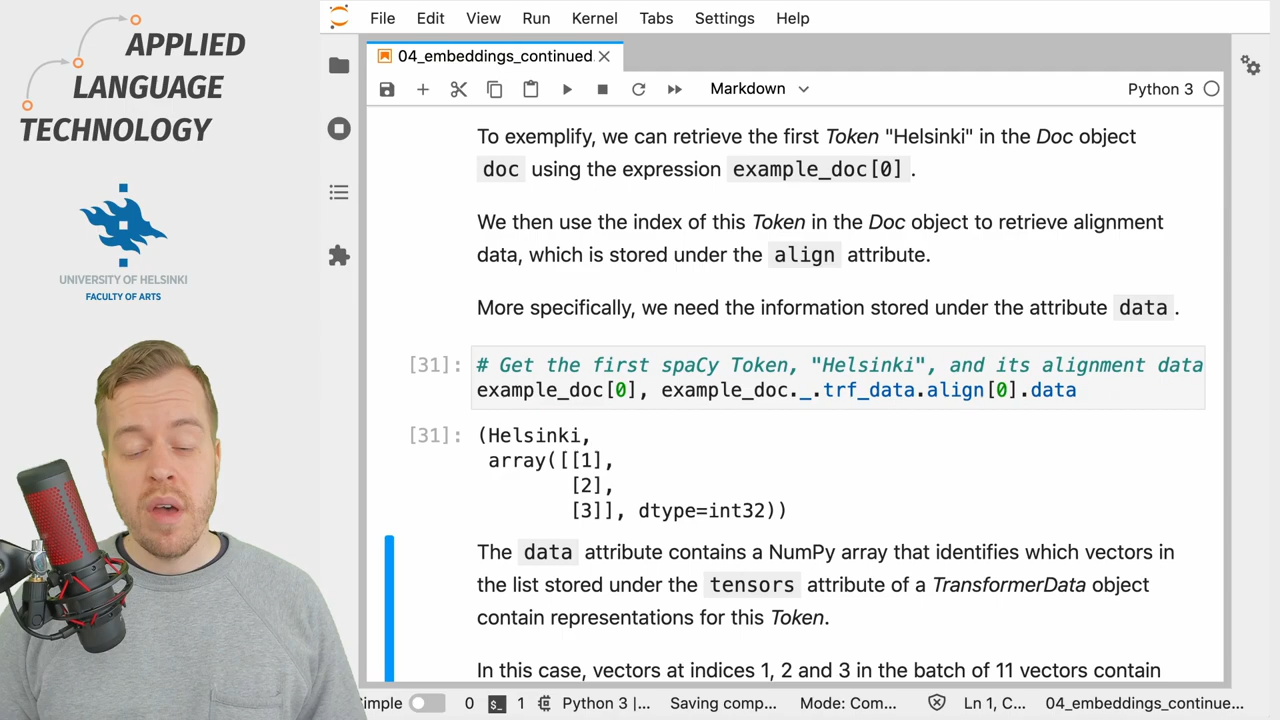 APPLIED
LANGUAGE
TECHNOLOGY
UNIVERSITY OF HELSINKI
FACULTY OF ARTS
File Edit View Run Kernel Tabs Settings Help
04_embeddings_continued
Markdown
Python 3
To exemplify, we can retrieve the first Token "Helsinki" in the Doc object
doc using the expression example_doc[0].
We then use the index of this Token in the Doc object to retrieve alignment
data, which is stored under the align attribute.
More specifically, we need the information stored under the attribute data.
[31]: # Get the first spaCy Token, "Helsinki", and its alignment data
example_doc[0], example_doc._.trf_data.align[0].data
[31]: (Helsinki,
array([[1],
[2],
[3]], dtype=int32))
The data attribute contains a NumPy array that identifies which vectors in
the list stored under the tensors attribute of a TransformerData object
contain representations for this Token.
In this case, vectors at indices 1, 2 and 3 in the batch of 11 vectors contain
imple 0 $_ 1 Python 3 |... Saving comp... Mode: Com... Ln 1, C... 04_embeddings_continue...